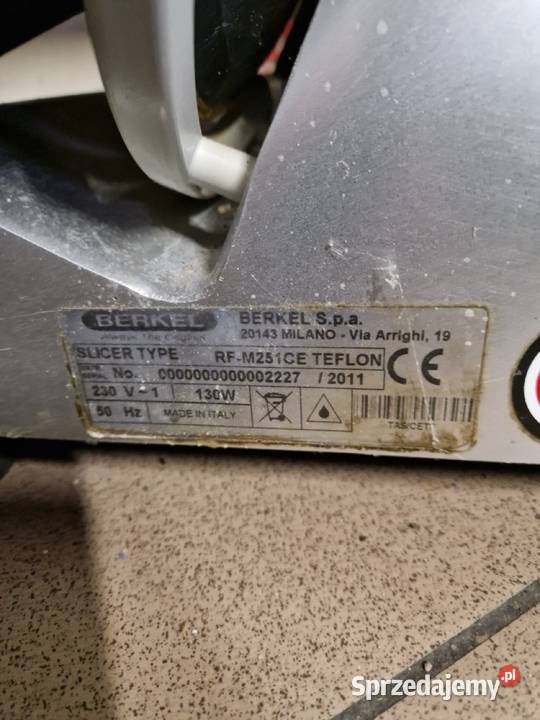 BERKEL
Always The Original
BERKEL S.p.a.
20143 MILANO - Via Arrighi, 19
SLICER TYPE RF-M251CE TEFLON
No. 0000000000002227 / 2011
CE
230 V~1 130W
50 Hz MADE IN ITALY
Sprzedajemy.pl